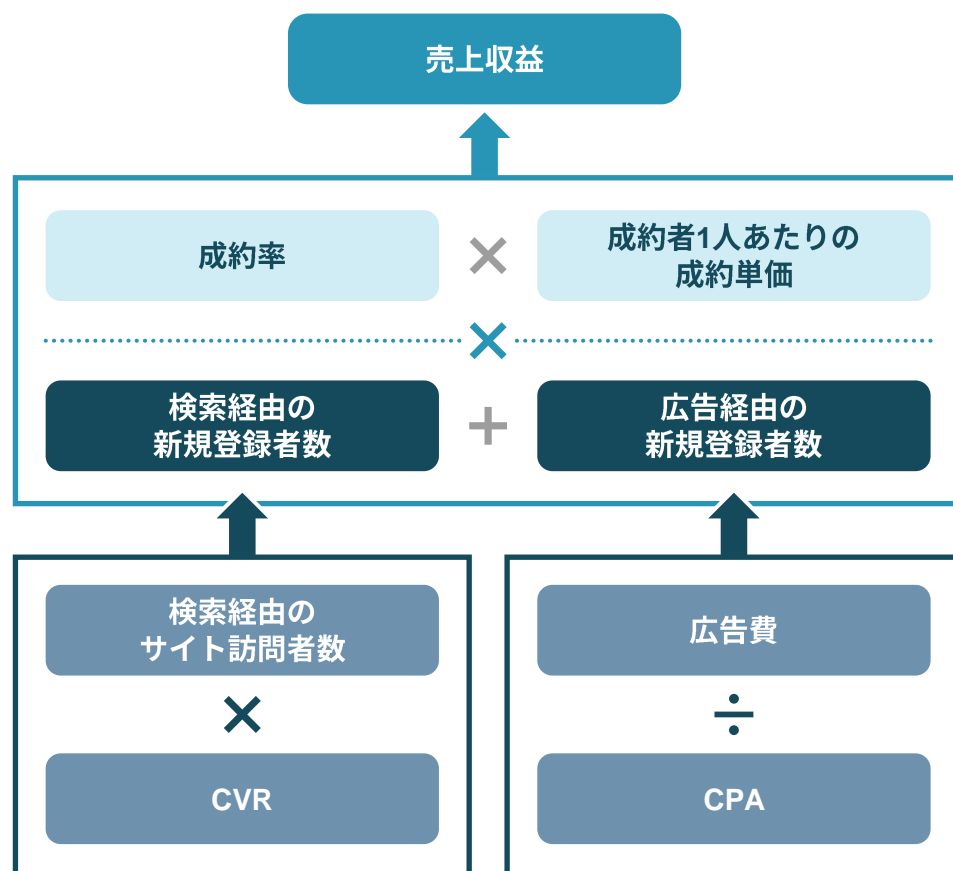 売上収益
成約率
×
成約者1人あたりの
成約単価
×
検索経由の
新規登録者数
+
広告経由の
新規登録者数
検索経由の
サイト訪問者数
×
CVR
広告費
÷
CPA